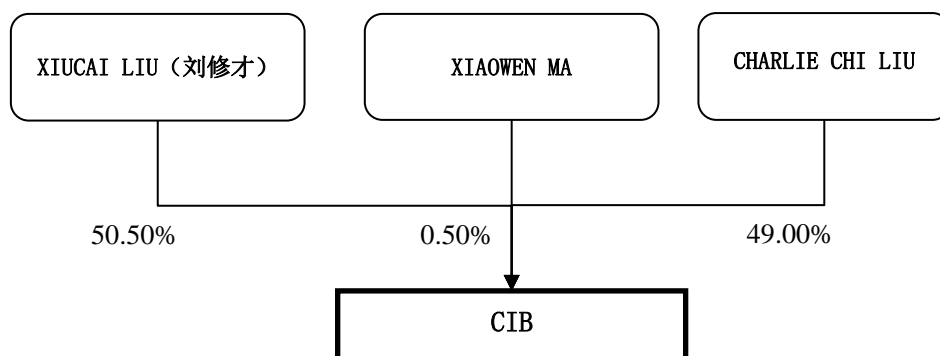 XIUCAI LIU（刘修才）
XIAOWEN MA
CHARLIE CHI LIU
50.50%
0.50%
49.00%
CIB